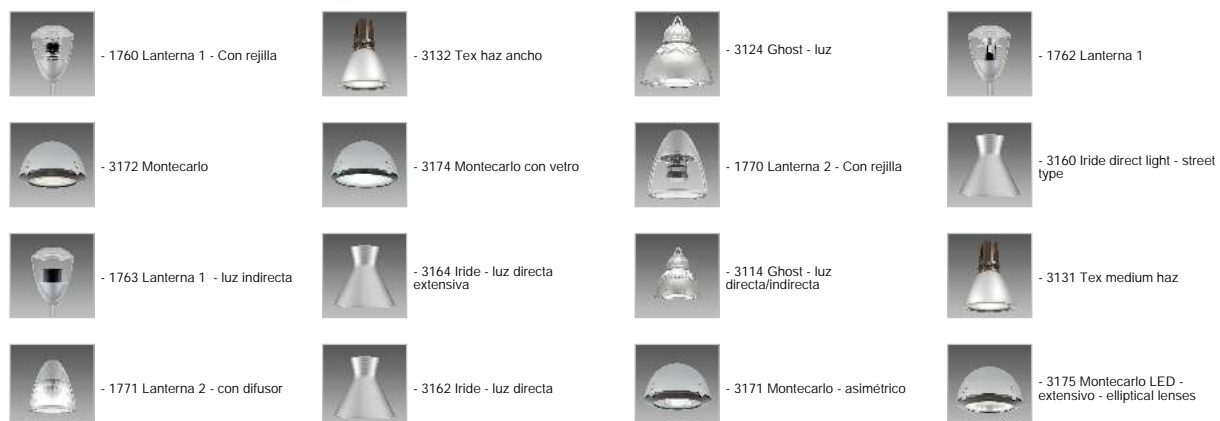 - 1760 Lanterna 1 - Con rejilla
- 3132 Tex haz ancho
- 3124 Ghost - luz
- 1762 Lanterna 1
- 3172 Montecarlo
- 3174 Montecarlo con vetro
- 1770 Lanterna 2 - Con rejilla
- 3160 Iride direct light - street
type
- 1763 Lanterna 1 - luz indirecta
- 3164 Iride - luz directa
extensiva
- 3114 Ghost - luz
directa/indirecta
- 3131 Tex medium haz
- 1771 Lanterna 2 - con difusor
- 3162 Iride - luz directa
- 3171 Montecarlo - asimétrico
- 3175 Montecarlo LED -
extensivo - elliptical lenses